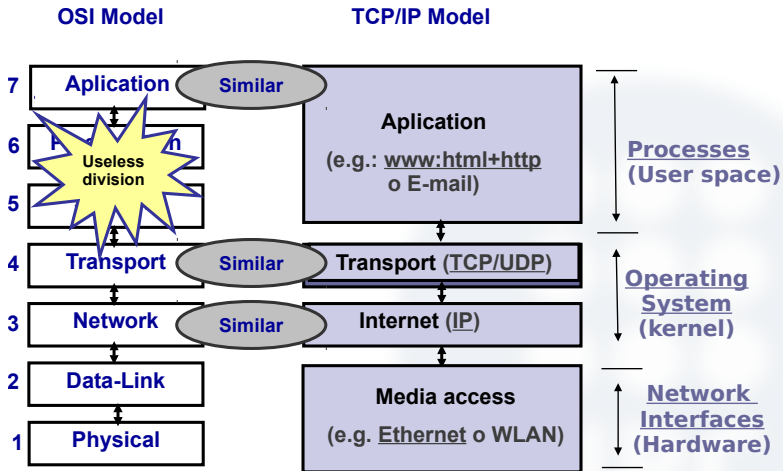 OSI Model
TCP/IP Model
7
Aplication
Similar
Aplication
(e.g.: www:html+http
o E-mail)
6
Useless
division
5
Processes
(User space)
4
Transport
Similar
Transport (TCP/UDP)
3
Network
Similar
Internet (IP)
Operating
System
(kernel)
2
Data-Link
1
Physical
Media access
(e.g. Ethernet o WLAN)
Network
Interfaces
(Hardware)